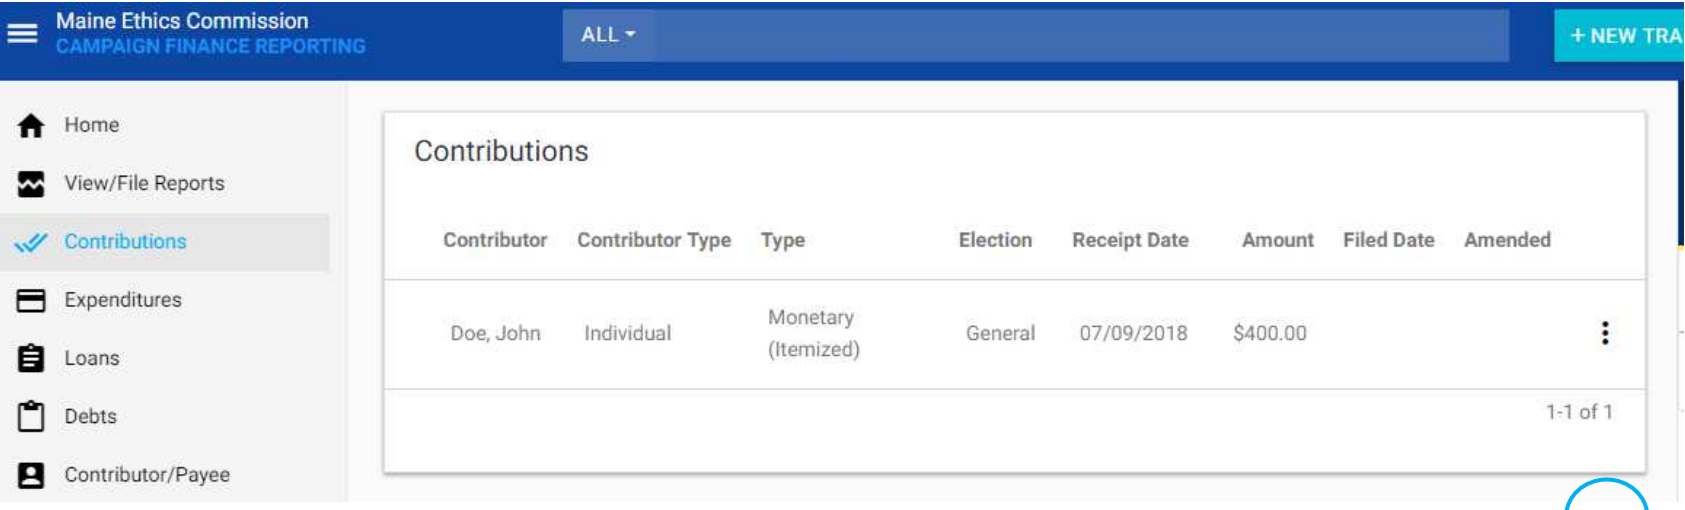 Maine Ethics Commission
CAMPAIGN FINANCE REPORTING
ALL
+ NEW TRA
Home
View/File Reports
Contributions
Expenditures
Loans
Debts
Contributor/Payee
Contributions
Contributor Contributor Type Type Election Receipt Date Amount Filed Date Amended
Doe, John Individual Monetary (Itemized) General 07/09/2018 $400.00
1-1 of 1